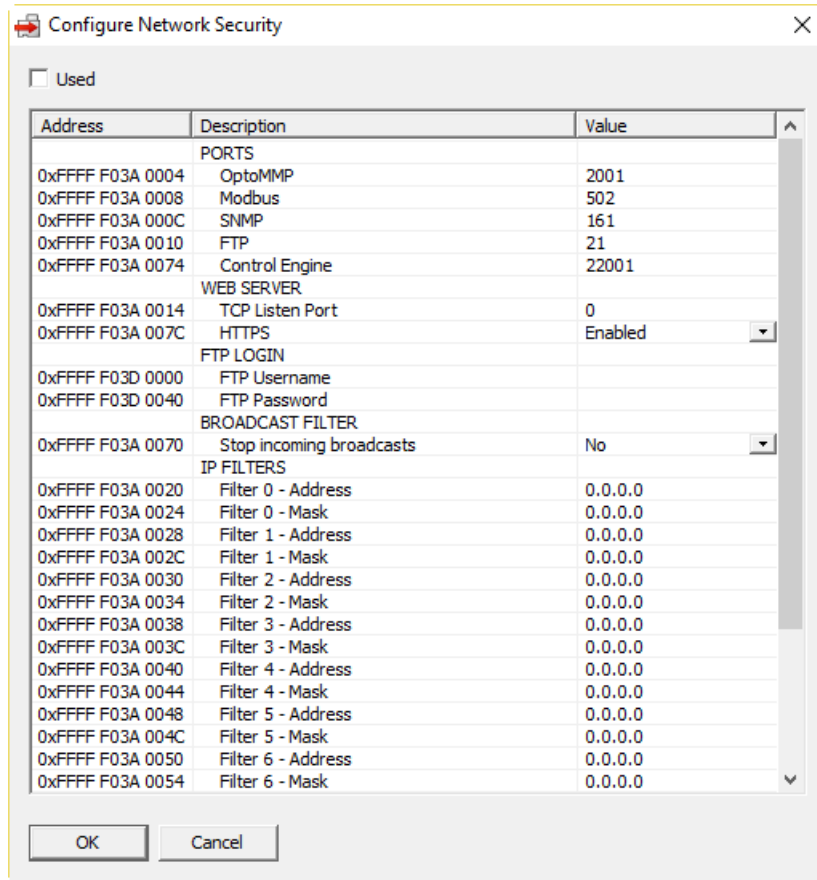 Configure Network Security
Used
Address Description Value
PORTS
0xFFFF F03A 0004 OptoMMP 2001
0xFFFF F03A 0008 Modbus 502
0xFFFF F03A 000C SNMP 161
0xFFFF F03A 0010 FTP 21
0xFFFF F03A 0074 Control Engine 22001
WEB SERVER
0xFFFF F03A 0014 TCP Listen Port 0
0xFFFF F03A 007C HTTPS Enabled
FTP LOGIN
0xFFFF F03D 0000 FTP Username
0xFFFF F03D 0040 FTP Password
BROADCAST FILTER
0xFFFF F03A 0070 Stop incoming broadcasts No
IP FILTERS
0xFFFF F03A 0020 Filter 0 - Address 0.0.0.0
0xFFFF F03A 0024 Filter 0 - Mask 0.0.0.0
0xFFFF F03A 0028 Filter 1 - Address 0.0.0.0
0xFFFF F03A 002C Filter 1 - Mask 0.0.0.0
0xFFFF F03A 0030 Filter 2 - Address 0.0.0.0
0xFFFF F03A 0034 Filter 2 - Mask 0.0.0.0
0xFFFF F03A 0038 Filter 3 - Address 0.0.0.0
0xFFFF F03A 003C Filter 3 - Mask 0.0.0.0
0xFFFF F03A 0040 Filter 4 - Address 0.0.0.0
0xFFFF F03A 0044 Filter 4 - Mask 0.0.0.0
0xFFFF F03A 0048 Filter 5 - Address 0.0.0.0
0xFFFF F03A 004C Filter 5 - Mask 0.0.0.0
0xFFFF F03A 0050 Filter 6 - Address 0.0.0.0
0xFFFF F03A 0054 Filter 6 - Mask 0.0.0.0
OK Cancel